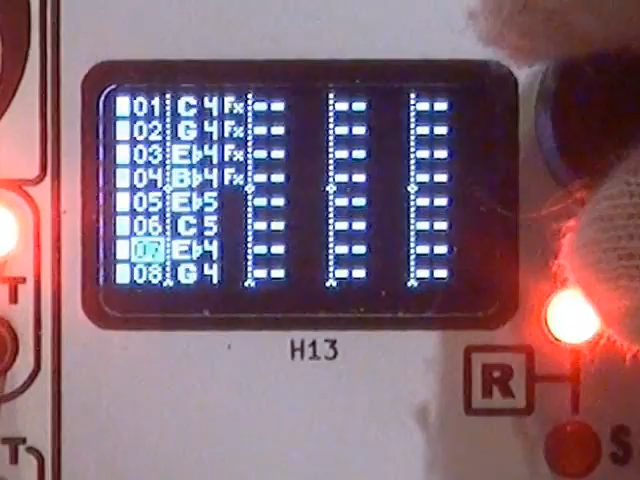 01 C 4 Fx -- -- --
02 G 4 Fx -- -- --
03 E♭4 Fx -- -- --
04 B♭4 Fx -- -- --
05 E♭5 -- -- --
06 C 5 -- -- --
07 E♭4 -- -- --
08 G 4 -- -- --
H13
T
R
T
S